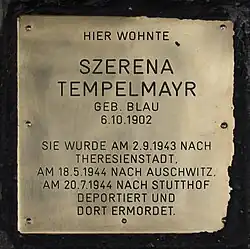 HIER WOHNTE
SZERENA
TEMPELMAYR
GEB. BLAU
6.10.1902
SIE WURDE AM 2.9.1943 NACH
THERESIENSTADT,
AM 18.5.1944 NACH AUSCHWITZ,
AM 20.7.1944 NACH STUTTHOF
DEPORTIERT UND
DORT ERMORDET.